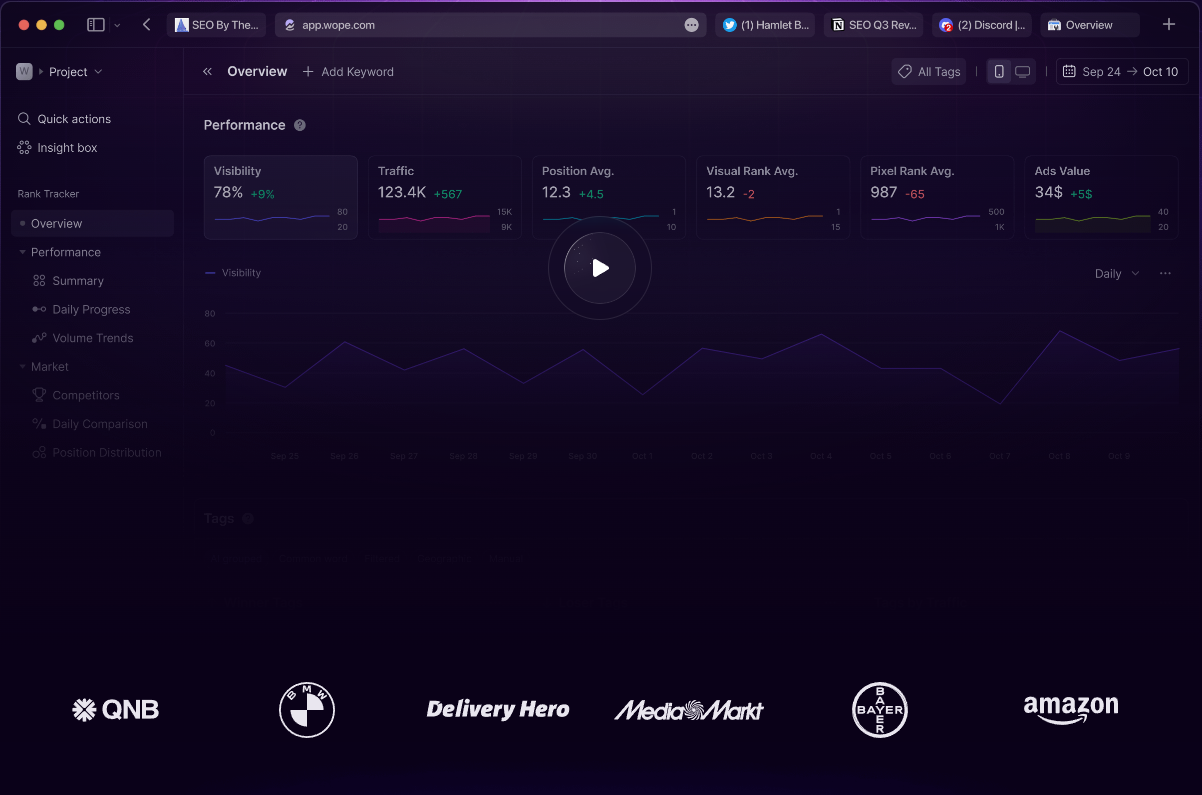 SEO By The...
app.wope.com
(1) Hamlet B...
SEO Q3 Rev...
(2) Discord |...
Overview
W
Project
Overview
Add Keyword
All Tags
Sep 24 → Oct 10
Quick actions
Insight box
Rank Tracker
Overview
Performance
Summary
Daily Progress
Volume Trends
Market
Competitors
Daily Comparison
Position Distribution
Performance ?
Visibility
78% +9%
80
20
Traffic
123.4K +567
15K
9K
Position Avg.
12.3 +4.5
1
10
Visual Rank Avg.
13.2 -2
1
15
Pixel Rank Avg.
987 -65
500
1K
Ads Value
34$ +5$
40
20
Visibility
Daily
80
60
40
20
0
Sep 25 Sep 26 Sep 27 Sep 28 Sep 29 Sep 30 Oct 1 Oct 2 Oct 3 Oct 4 Oct 5 Oct 6 Oct 7 Oct 8 Oct 9
Tags
QNB
BMW
Delivery Hero
MediaMarkt
BAYER
BAYER
amazon